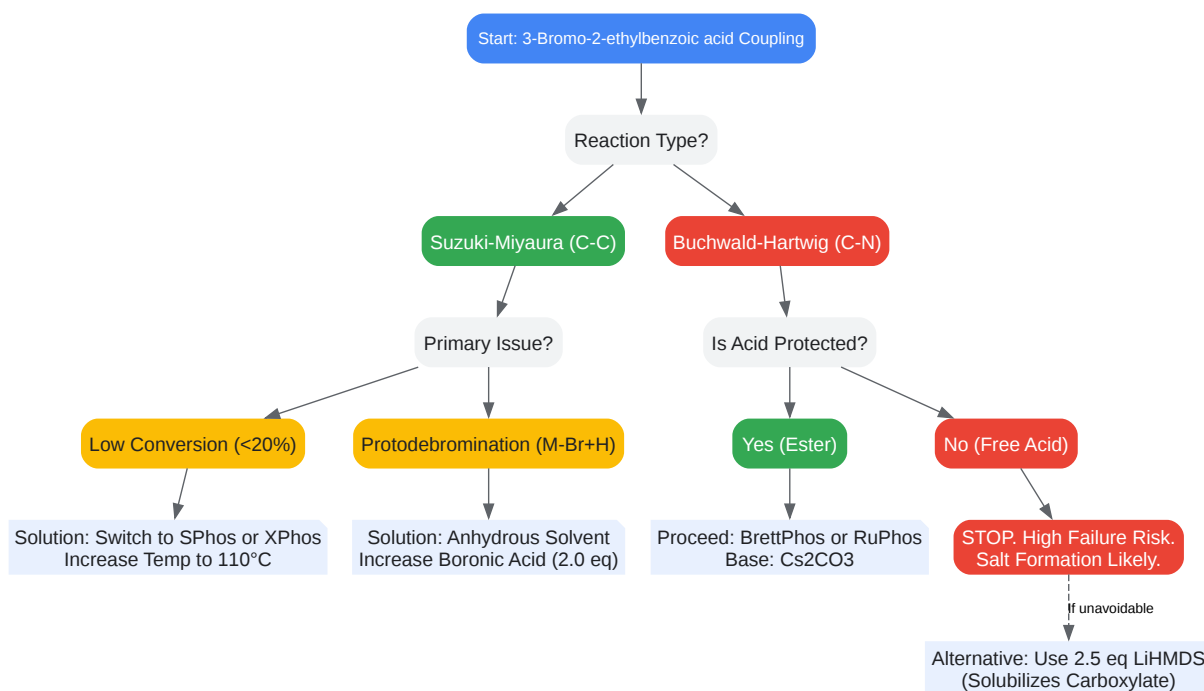 Start: 3-Bromo-2-ethylbenzoic acid Coupling
Reaction Type?
Suzuki-Miyaura (C-C)
Buchwald-Hartwig (C-N)
Primary Issue?
Is Acid Protected?
Low Conversion (<20%)
Protodebromination (M-Br+H)
Yes (Ester)
No (Free Acid)
Solution: Switch to SPhos or XPhos
Increase Temp to 110°C
Solution: Anhydrous Solvent
Increase Boronic Acid (2.0 eq)
Proceed: BrettPhos or RuPhos
Base: Cs2CO3
STOP. High Failure Risk.
Salt Formation Likely.
If unavoidable
Alternative: Use 2.5 eq LiHMDS
(Solubilizes Carboxylate)